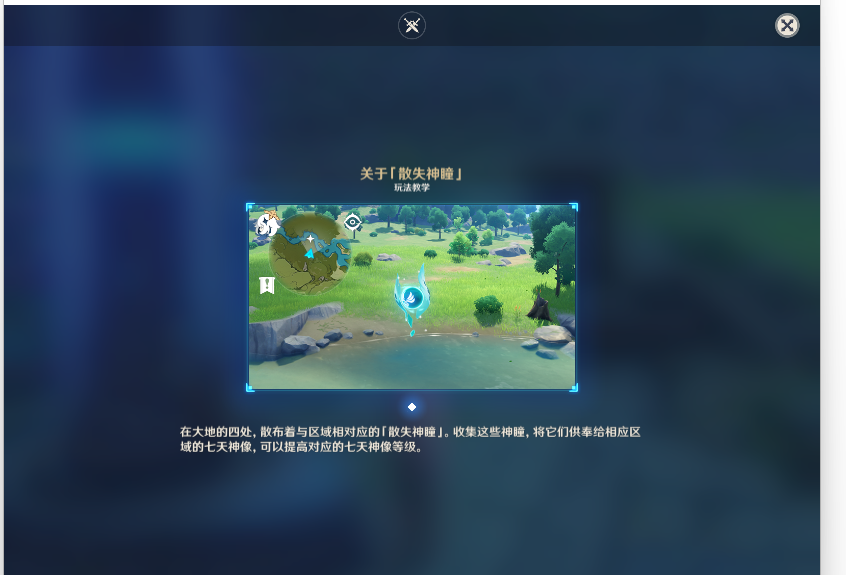 关于「散失神瞳」
玩法教学
在大地的四处，散布着与区域相对应的「散失神瞳」。收集这些神瞳，将它们供奉给相应区
域的七天神像，可以提高对应的七天神像等级。